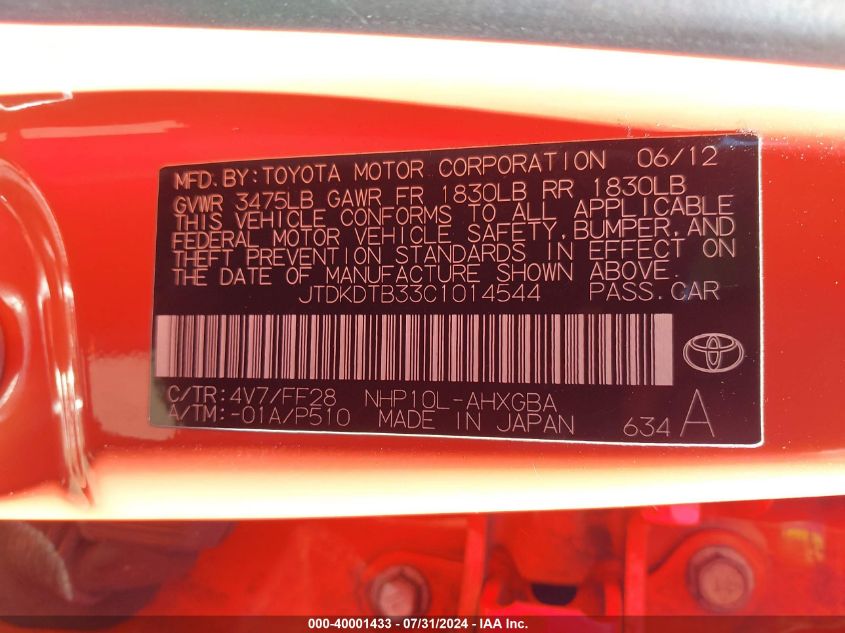 MFD. BY: TOYOTA MOTOR CORPORATION 06/12
GVWR 3475LB GAWR FR 1830LB RR 1830LB
THIS VEHICLE CONFORMS TO ALL APPLICABLE
FEDERAL MOTOR VEHICLE SAFETY, BUMPER, AND
THEFT PREVENTION STANDARDS IN EFFECT ON
THE DATE OF MANUFACTURE SHOWN ABOVE.
JTDKDTB33C1014544 PASS. CAR
C/TR: 4V7/FF28 NHP10L-AHXGBA
A/TM: -01A/P510 MADE IN JAPAN 634 A
000-40001433 - 07/31/2024 - IAA Inc.